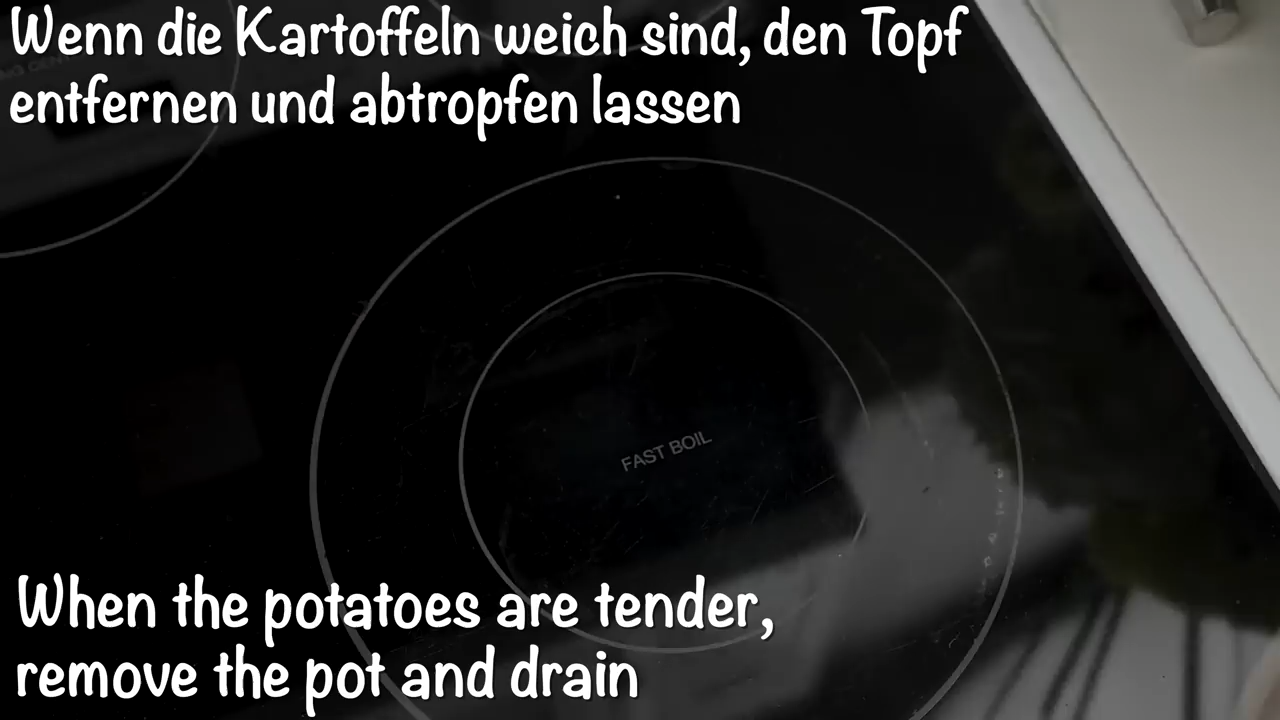 Wenn die Kartoffeln weich sind, den Topf
entfernen und abtropfen lassen
FAST BOIL
When the potatoes are tender,
remove the pot and drain